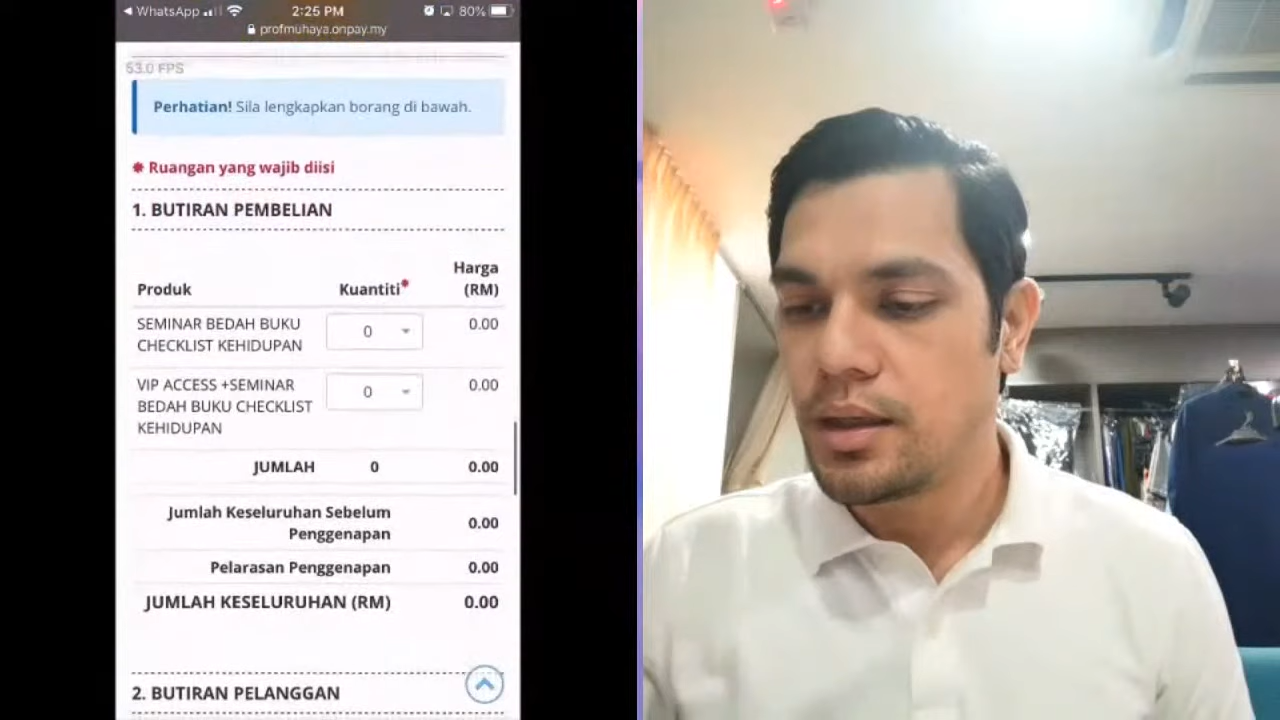 WhatsApp 2:25 PM 80%
profmuhaya.onpay.my
53.0 FPS
Perhatian! Sila lengkapkan borang di bawah.
* Ruangan yang wajib diisi
1. BUTIRAN PEMBELIAN
Produk Kuantiti* Harga (RM)
SEMINAR BEDAH BUKU 0 0.00
CHECKLIST KEHIDUPAN
VIP ACCESS +SEMINAR 0 0.00
BEDAH BUKU CHECKLIST
KEHIDUPAN
JUMLAH 0 0.00
Jumlah Keseluruhan Sebelum
Penggenapan 0.00
Pelarasan Penggenapan 0.00
JUMLAH KESELURUHAN (RM) 0.00
2. BUTIRAN PELANGGAN